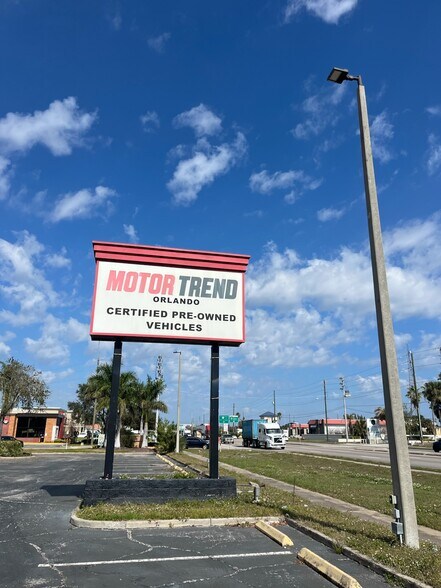 MOTOR TREND
ORLANDO
CERTIFIED PRE-OWNED
VEHICLES